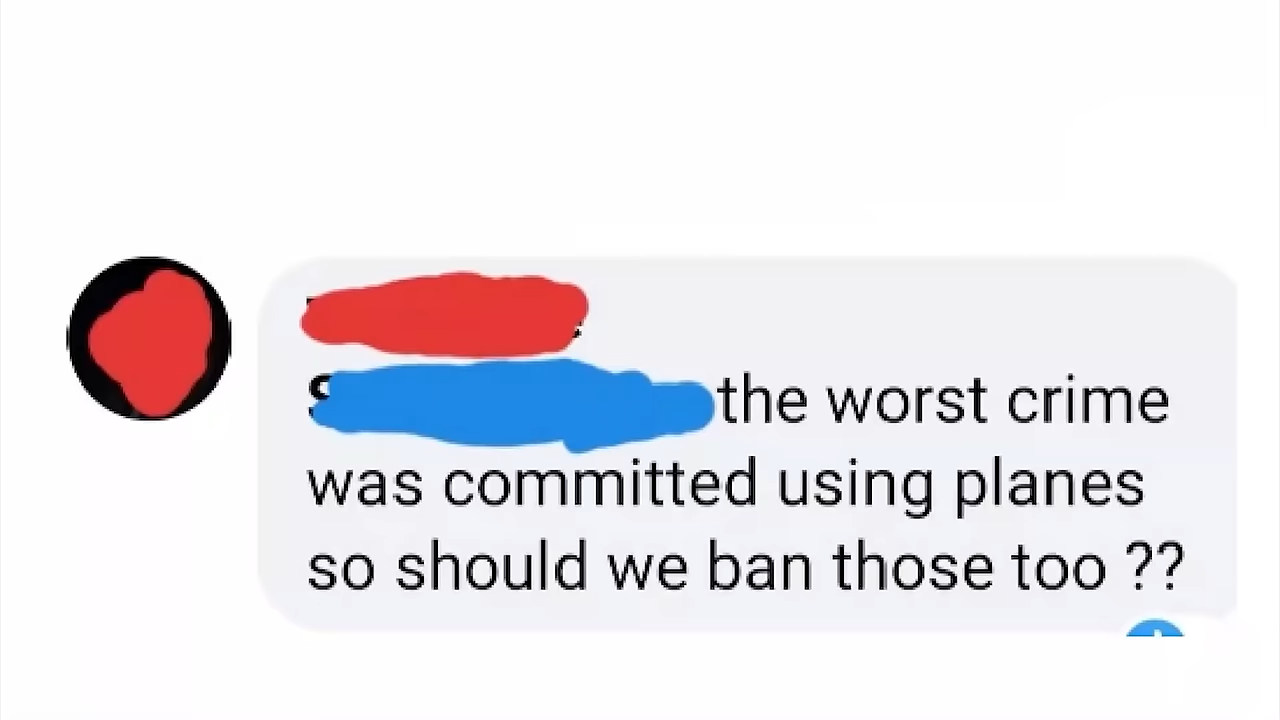 the worst crime
was committed using planes
so should we ban those too ??